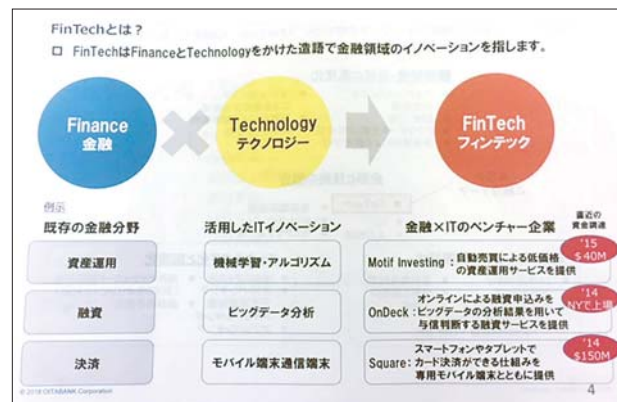 FinTechとは？
□ FinTechはFinanceとTechnologyをかけた造語で金融領域のイノベーションを指します。
Finance
金融
Technology
テクノロジー
FinTech
フィンテック
例示
既存の金融分野
活用したITイノベーション
金融×ITのベンチャー企業
直近の
資金調達
資産運用
機械学習・アルゴリズム
Motif Investing：自動売買による低価格
の資産運用サービスを提供
'15
$40M
融資
ビッグデータ分析
オンラインによる融資申込みを
OnDeck：ビッグデータの分析結果を用いて
与信判断する融資サービスを提供
'14
NYで上場
決済
モバイル端末通信端末
スマートフォンやタブレットで
Square：カード決済ができる仕組みを
専用モバイル端末とともに提供
'14
$150M
Corporation
4